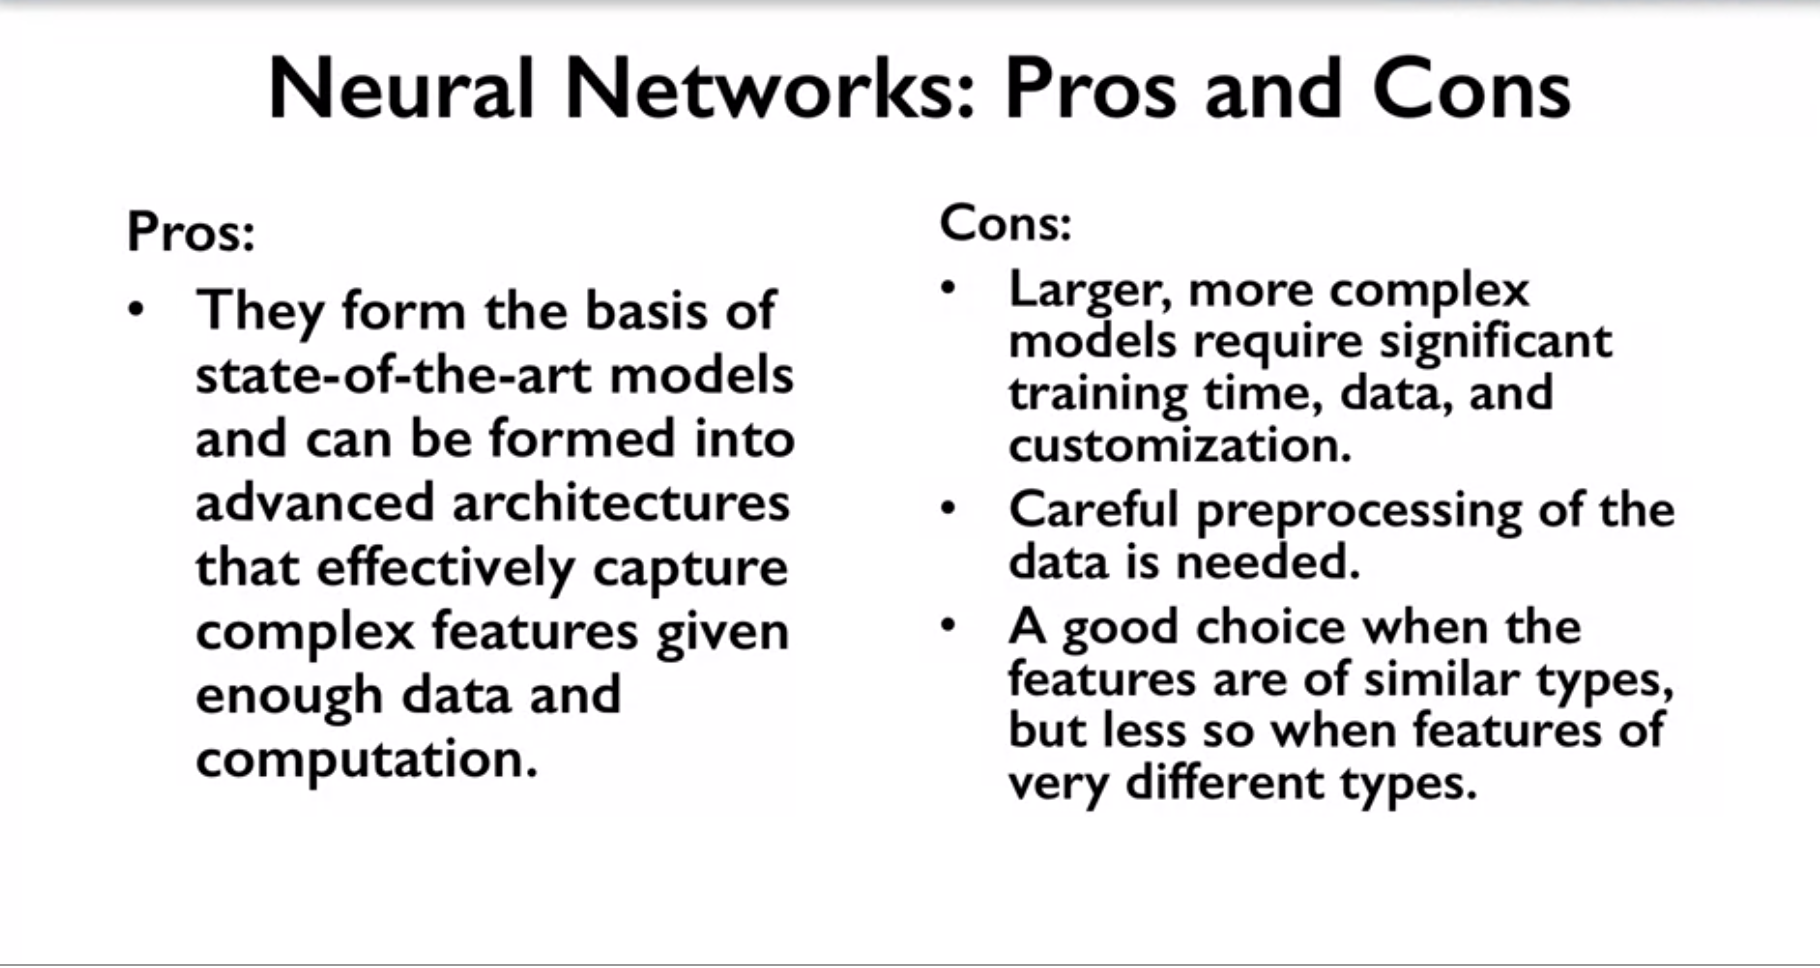 Neural Networks: Pros and Cons
Pros:
• They form the basis of
state-of-the-art models
and can be formed into
advanced architectures
that effectively capture
complex features given
enough data and
computation.
Cons:
• Larger, more complex
models require significant
training time, data, and
customization.
• Careful preprocessing of the
data is needed.
• A good choice when the
features are of similar types,
but less so when features of
very different types.